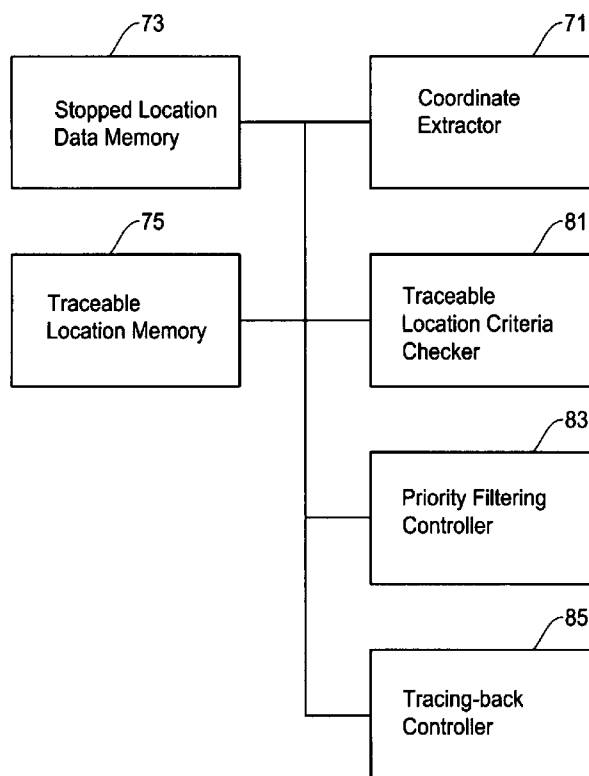 73
Stopped Location
Data Memory
71
Coordinate
Extractor
75
Traceable
Location Memory
81
Traceable
Location Criteria
Checker
83
Priority Filtering
Controller
85
Tracing-back
Controller